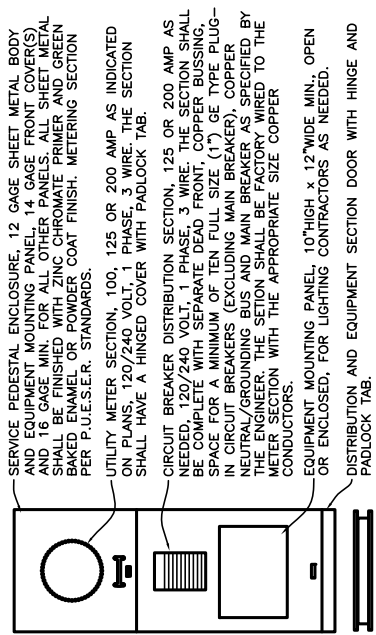 SERVICE PEDESTAL ENCLOSURE, 12 GAGE SHEET METAL BODY
AND EQUIPMENT MOUNTING PANEL, 14 GAGE FRONT COVER(S)
AND 16 GAGE MIN. FOR ALL OTHER PANELS. ALL SHEET METAL
SHALL BE FINISHED WITH ZINC CHROMATE PRIMER AND GREEN
BAKED ENAMEL OR POWDER COAT FINISH. METERING SECTION
PER P.U.E.S.E.R. STANDARDS.
UTILITY METER SECTION, 100, 125 OR 200 AMP AS INDICATED
ON PLANS, 120/240 VOLT, 1 PHASE, 3 WIRE. THE SECTION
SHALL HAVE A HINGED COVER WITH PADLOCK TAB.
CIRCUIT BREAKER DISTRIBUTION SECTION, 125 OR 200 AMP AS
NEEDED, 120/240 VOLT, 1 PHASE, 3 WIRE. THE SECTION SHALL
BE COMPLETE WITH SEPARATE DEAD FRONT, COPPER BUSSING,
SPACE FOR A MINIMUM OF TEN FULL SIZE (1") GE TYPE PLUG-
IN CIRCUIT BREAKERS (EXCLUDING MAIN BREAKER), COPPER
NEUTRAL/GROUNDING BUS AND MAIN BREAKER AS SPECIFIED BY
THE ENGINEER. THE SETION SHALL BE FACTORY WIRED TO THE
METER SECTION WITH THE APPROPRIATE SIZE COPPER
CONDUCTORS.
EQUIPMENT MOUNTING PANEL, 10"HIGH x 12"WIDE MIN., OPEN
OR ENCLOSED, FOR LIGHTING CONTRACTORS AS NEEDED.
DISTRIBUTION AND EQUIPMENT SECTION DOOR WITH HINGE AND
PADLOCK TAB.